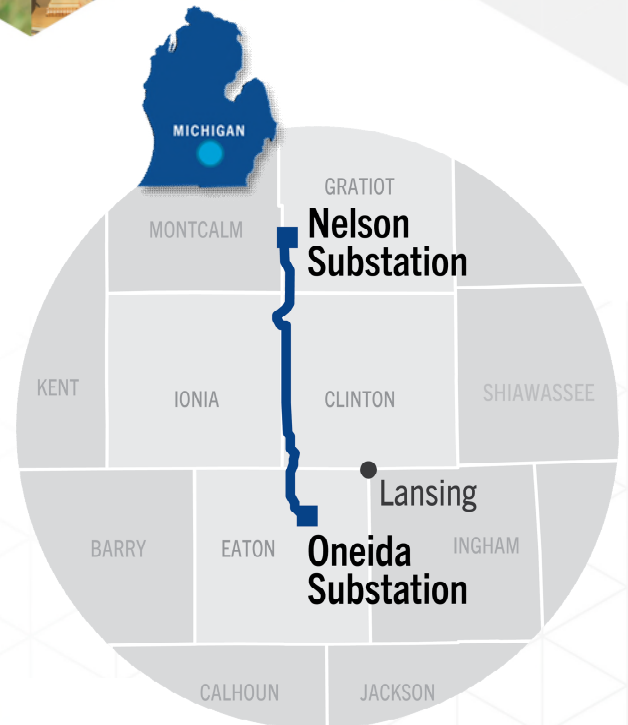 MICHIGAN
GRATIOT
MONTCALM
Nelson
Substation
KENT
IONIA
CLINTON
SHIAWASSEE
Lansing
BARRY
EATON
Oneida
Substation
INGHAM
CALHOUN
JACKSON